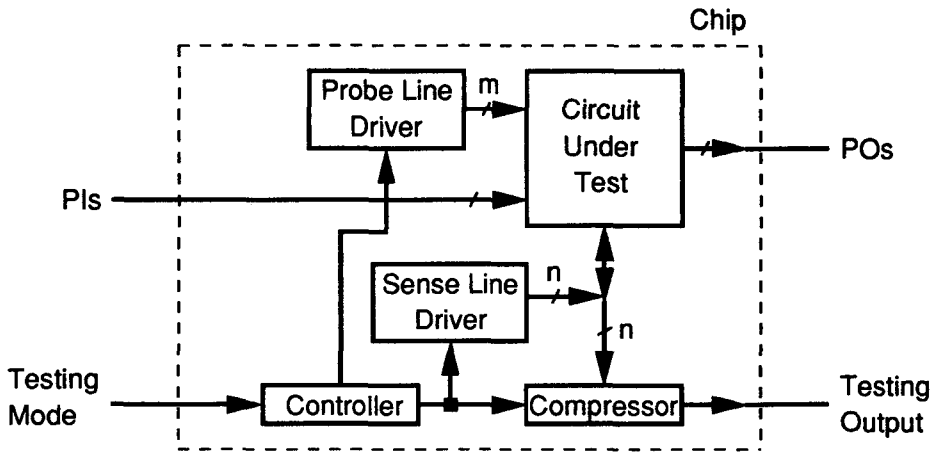 Chip
Probe Line
Driver
m
Circuit
Under
Test
POs
PIs
Sense Line
Driver
n
n
Testing
Mode
Controller
Compressor
Testing
Output